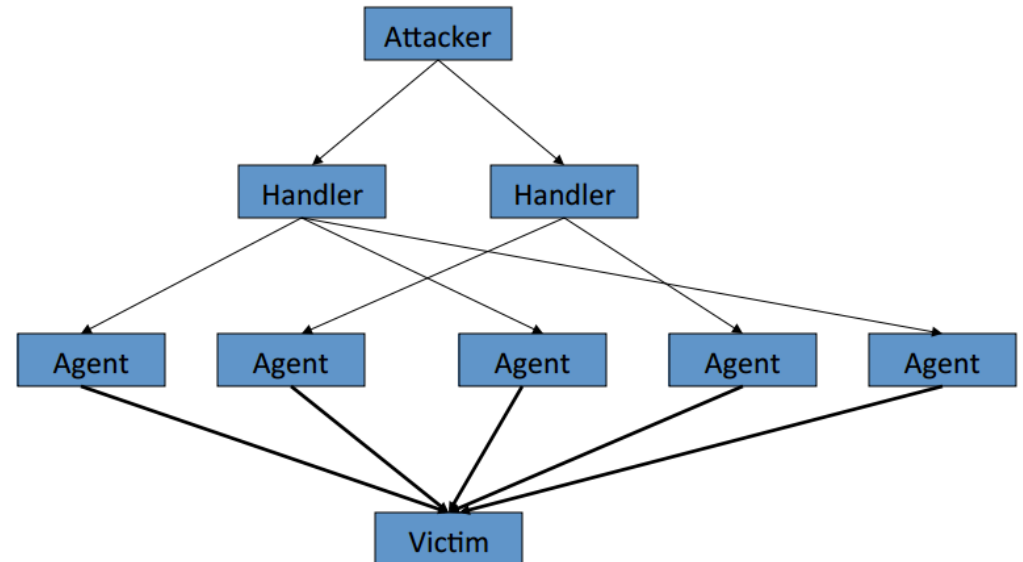 Attacker
Handler
Handler
Agent
Agent
Agent
Agent
Agent
Victim